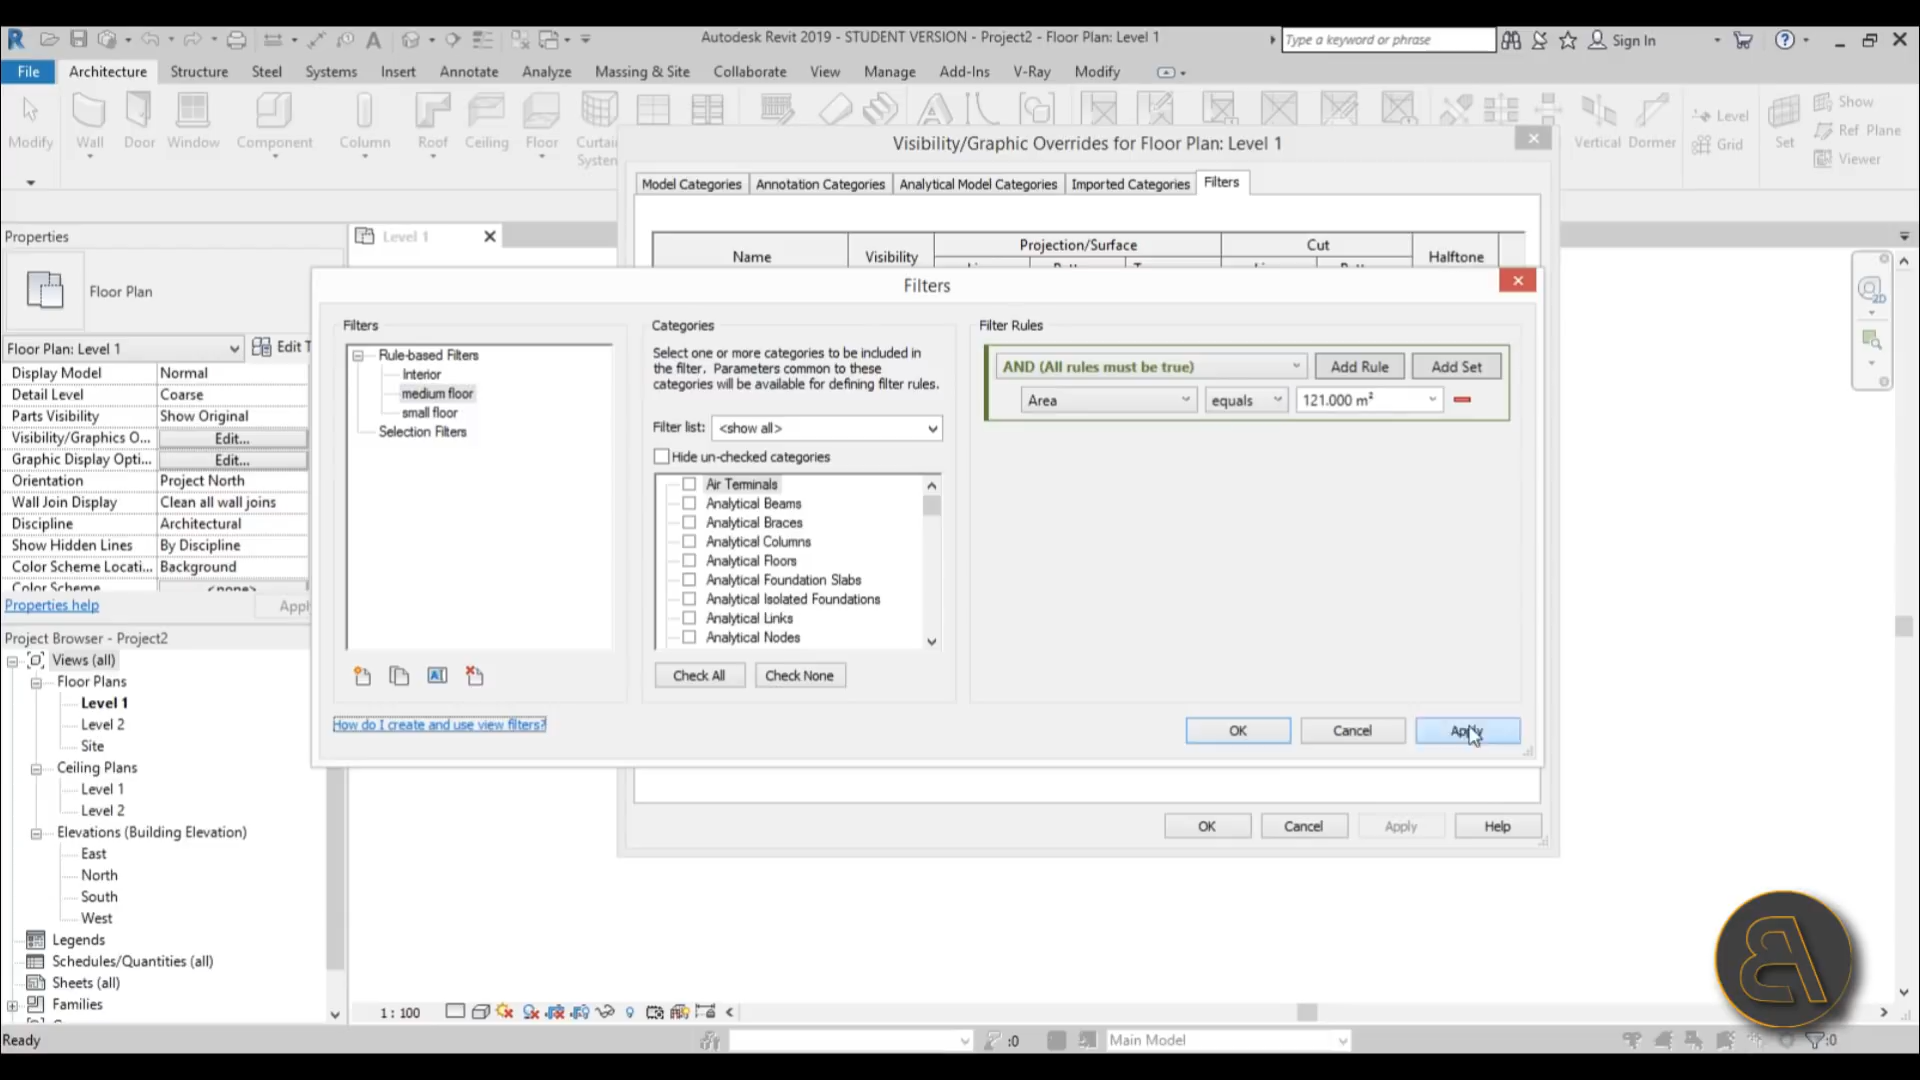 Autodesk Revit 2019 - STUDENT VERSION - Project2 - Floor Plan: Level 1
Type a keyword or phrase
Sign In
File Architecture Structure Steel Systems Insert Annotate Analyze Massing & Site Collaborate View Manage Add-Ins V-Ray Modify
Modify Wall Door Window Component Column Roof Ceiling Floor Curtai
System
Vertical Dormer
Level
Grid
Set
Show
Ref Plane
Viewer
Visibility/Graphic Overrides for Floor Plan: Level 1
Model Categories Annotation Categories Analytical Model Categories Imported Categories Filters
Name Visibility Projection/Surface Cut Halftone
Properties
Level 1
Floor Plan
Floor Plan: Level 1
Edit T
Display Model Normal
Detail Level Coarse
Parts Visibility Show Original
Visibility/Graphics O... Edit...
Graphic Display Opti... Edit...
Orientation Project North
Wall Join Display Clean all wall joins
Discipline Architectural
Show Hidden Lines By Discipline
Color Scheme Locati... Background
Color Scheme <none>
Properties help
Appl
Filters
Filters
Rule-based Filters
Interior
medium floor
small floor
Selection Filters
How do I create and use view filters?
Categories
Select one or more categories to be included in
the filter. Parameters common to these
categories will be available for defining filter rules.
Filter list: <show all>
Hide un-checked categories
Air Terminals
Analytical Beams
Analytical Braces
Analytical Columns
Analytical Floors
Analytical Foundation Slabs
Analytical Isolated Foundations
Analytical Links
Analytical Nodes
Check All Check None
Filter Rules
AND (All rules must be true) Add Rule Add Set
Area equals 121.000 m²
OK Cancel Apply
OK Cancel Apply Help
Project Browser - Project2
Views (all)
Floor Plans
Level 1
Level 2
Site
Ceiling Plans
Level 1
Level 2
Elevations (Building Elevation)
East
North
South
West
Legends
Schedules/Quantities (all)
Sheets (all)
Families
1 : 100
Ready
:0
Main Model
:0